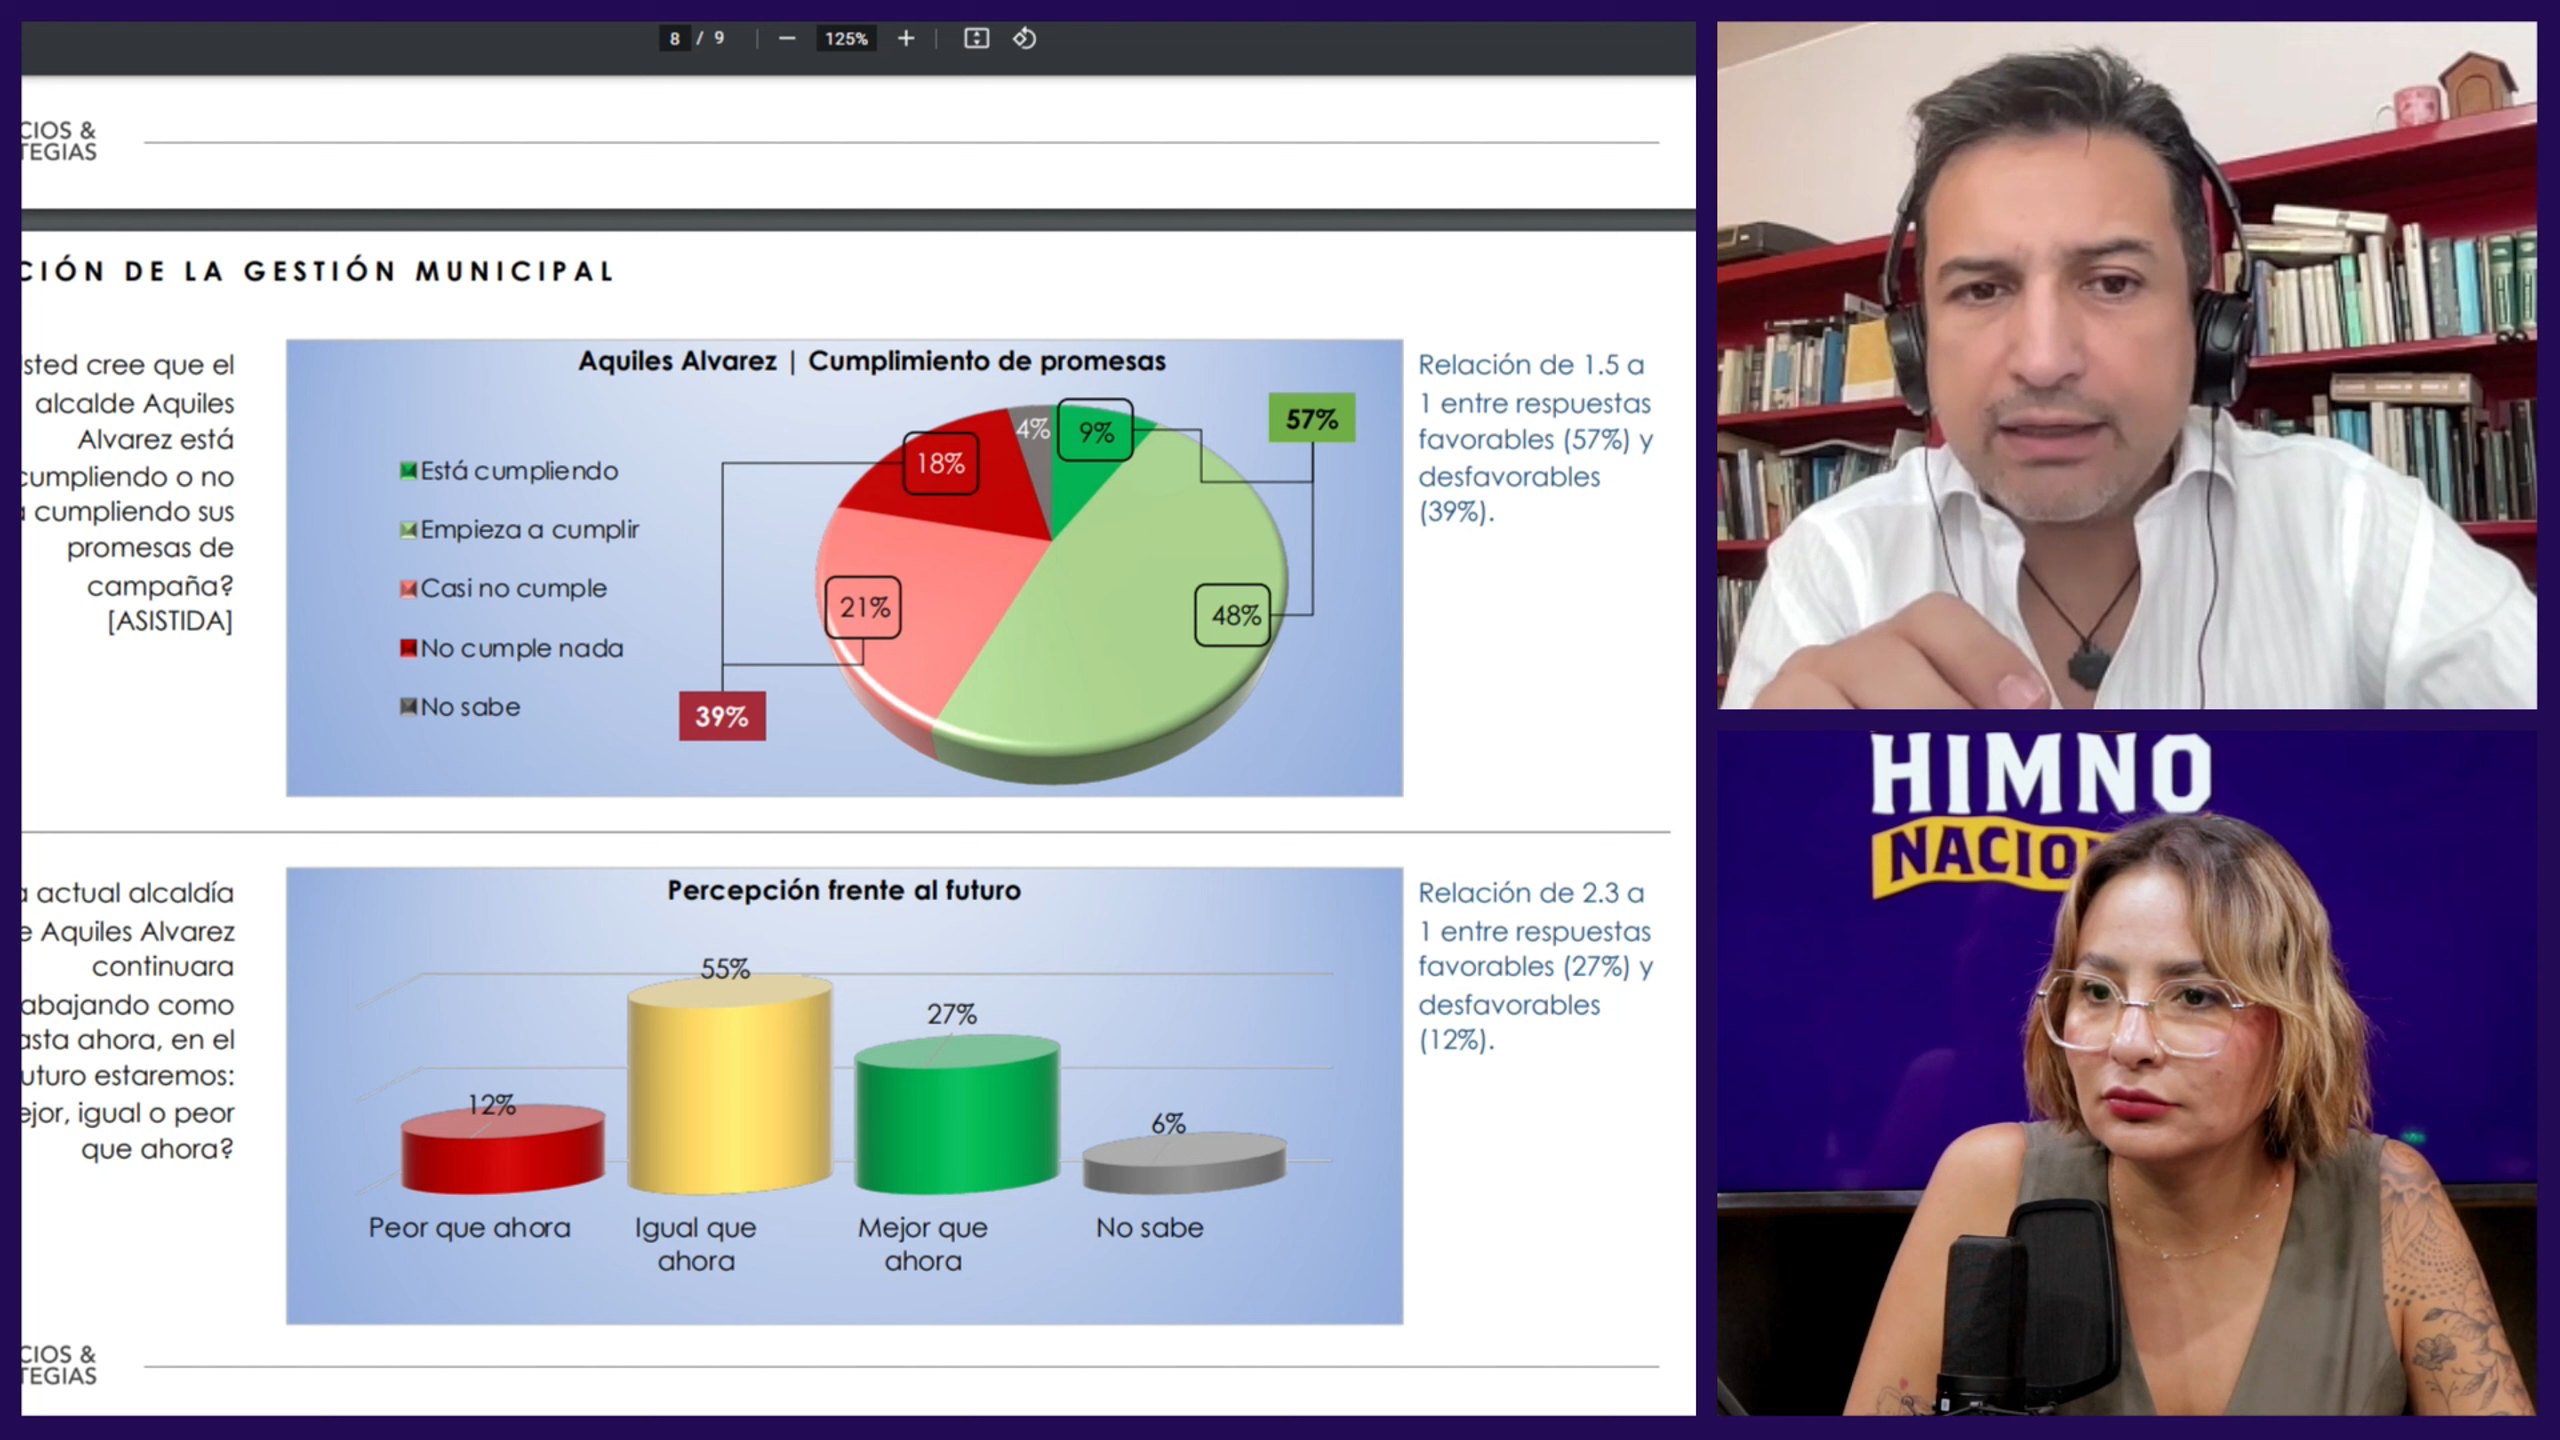 8 / 9 — 125% +
CIOS &
TEGIAS
CIÓN DE LA GESTIÓN MUNICIPAL
sted cree que el
alcalde Aquiles
Alvarez está
cumpliendo o no
cumpliendo sus
promesas de
campaña?
[ASISTIDA]
Aquiles Alvarez | Cumplimiento de promesas
Está cumpliendo
Empieza a cumplir
Casi no cumple
No cumple nada
No sabe
4%
9%
57%
18%
21%
48%
39%
Relación de 1.5 a
1 entre respuestas
favorables (57%) y
desfavorables
(39%).
actual alcaldía
e Aquiles Alvarez
continuara
abajando como
asta ahora, en el
uturo estaremos:
ejor, igual o peor
que ahora?
Percepción frente al futuro
55%
27%
12%
6%
Peor que ahora
Igual que
ahora
Mejor que
ahora
No sabe
Relación de 2.3 a
1 entre respuestas
favorables (27%) y
desfavorables
(12%).
CIOS &
TEGIAS
HIMNO
NACIO